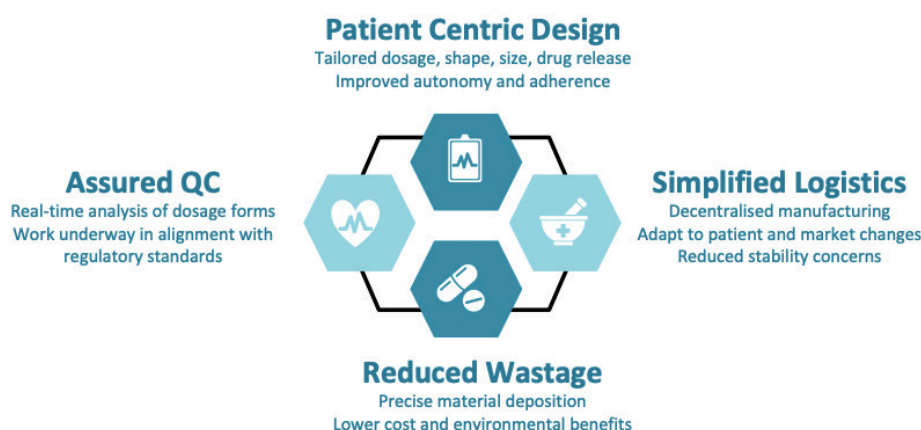 Patient Centric Design
Tailored dosage, shape, size, drug release
Improved autonomy and adherence
Assured QC
Real-time analysis of dosage forms
Work underway in alignment with
regulatory standards
Simplified Logistics
Decentralised manufacturing
Adapt to patient and market changes
Reduced stability concerns
Reduced Wastage
Precise material deposition
Lower cost and environmental benefits